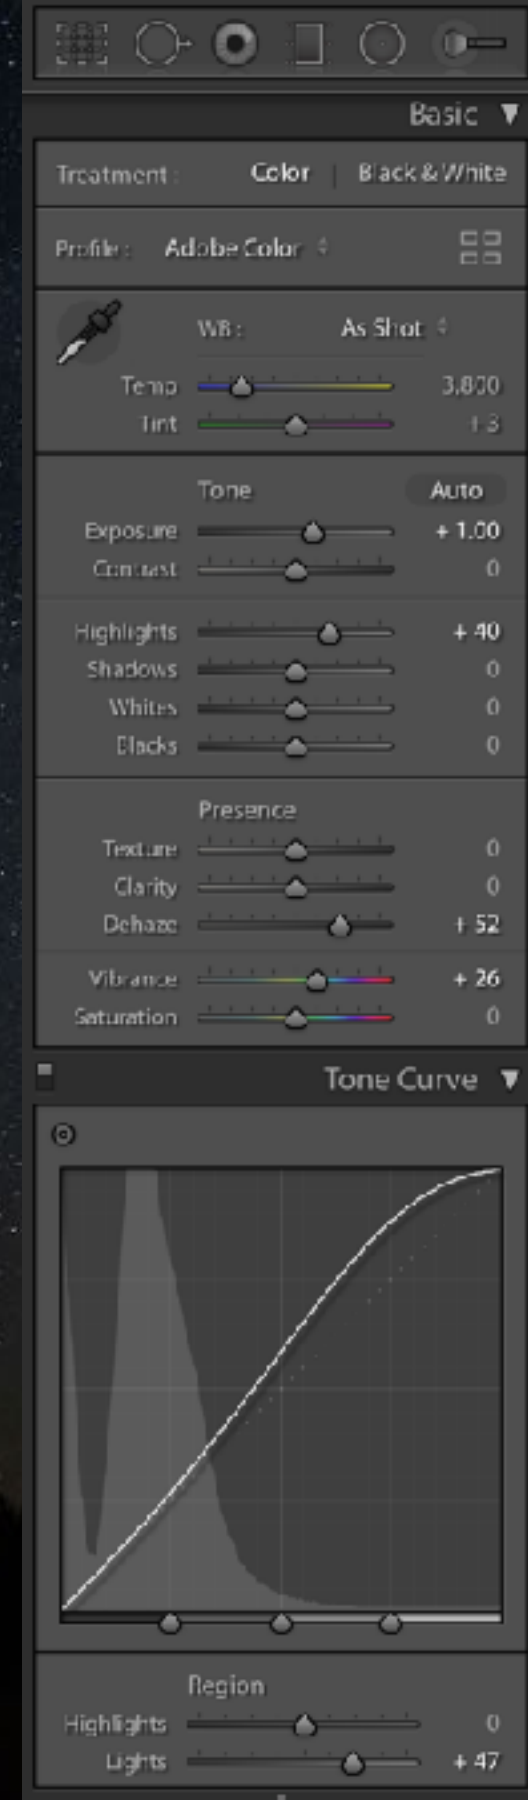 Basic
Treatment : Color | Black & White
Profile : Adobe Color
WB : As Shot
Temp 3,800
Tint + 3
Tone Auto
Exposure + 1.00
Contrast 0
Highlights + 40
Shadows 0
Whites 0
Blacks 0
Presence
Texture 0
Clarity 0
Dehaze + 52
Vibrance + 26
Saturation 0
Tone Curve
Region
Highlights 0
Lights + 47